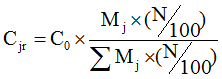 C_jr = C_0 × (M_j × (N/100)) / (∑ M_j × (N/100))